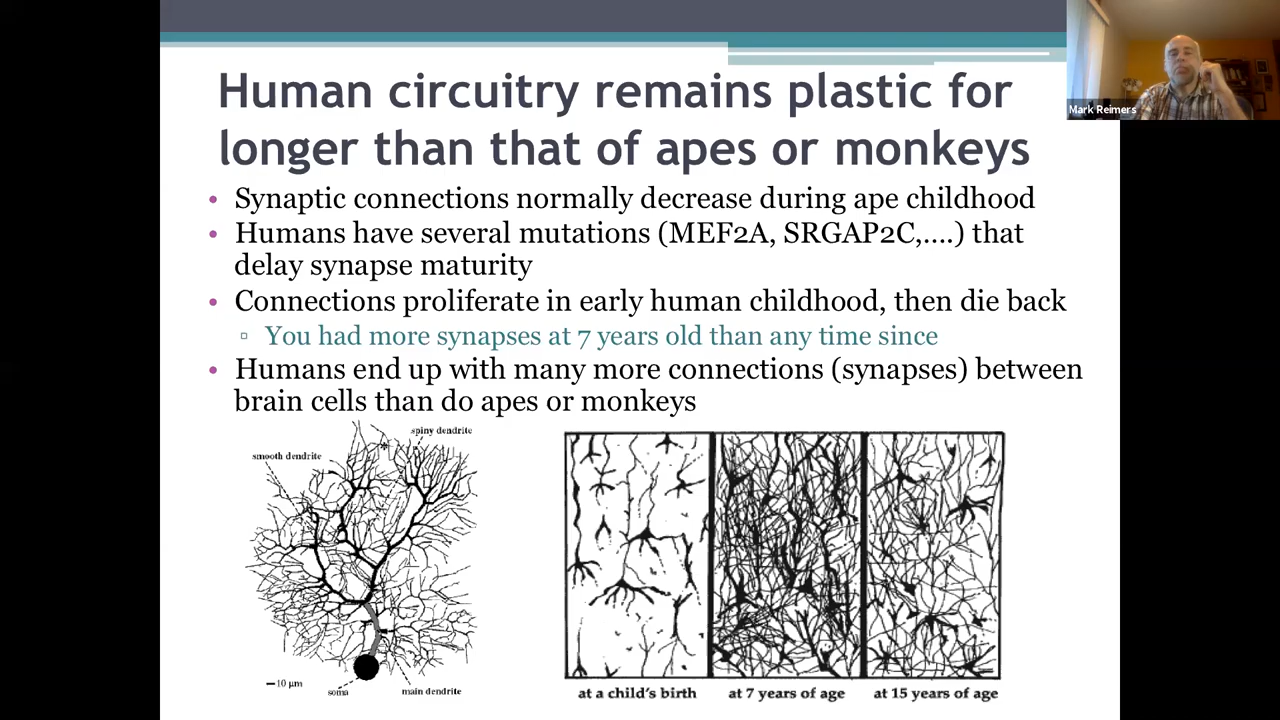 Human circuitry remains plastic for
longer than that of apes or monkeys
Mark Reimers
• Synaptic connections normally decrease during ape childhood
• Humans have several mutations (MEF2A, SRGAP2C,....) that
delay synapse maturity
• Connections proliferate in early human childhood, then die back
▫ You had more synapses at 7 years old than any time since
• Humans end up with many more connections (synapses) between
brain cells than do apes or monkeys
spiny dendrite
smooth dendrite
10 µm
soma
main dendrite
at a child's birth
at 7 years of age
at 15 years of age